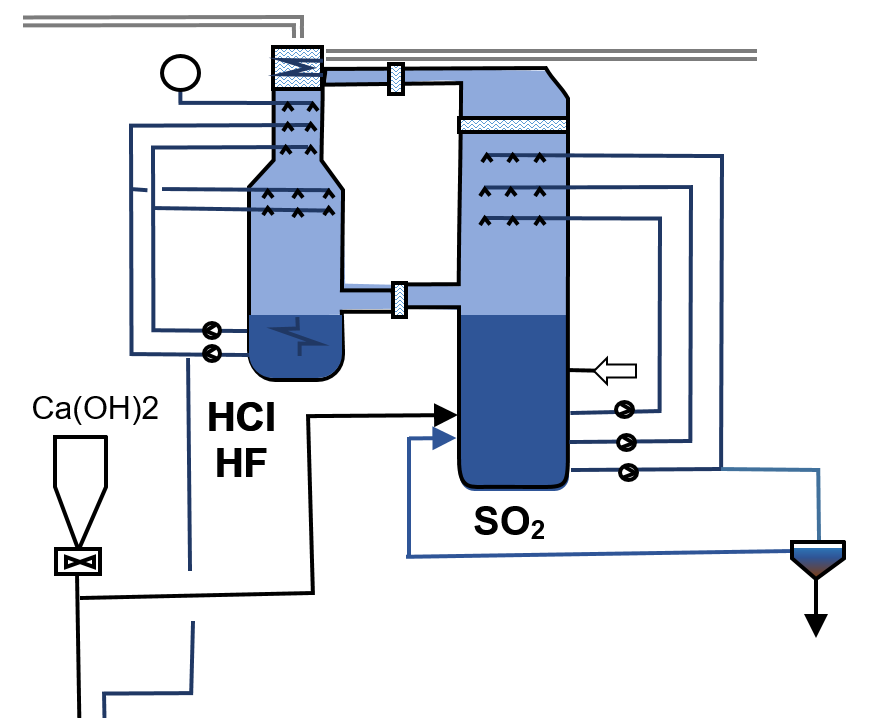 Ca(OH)2
HCl
HF
SO₂